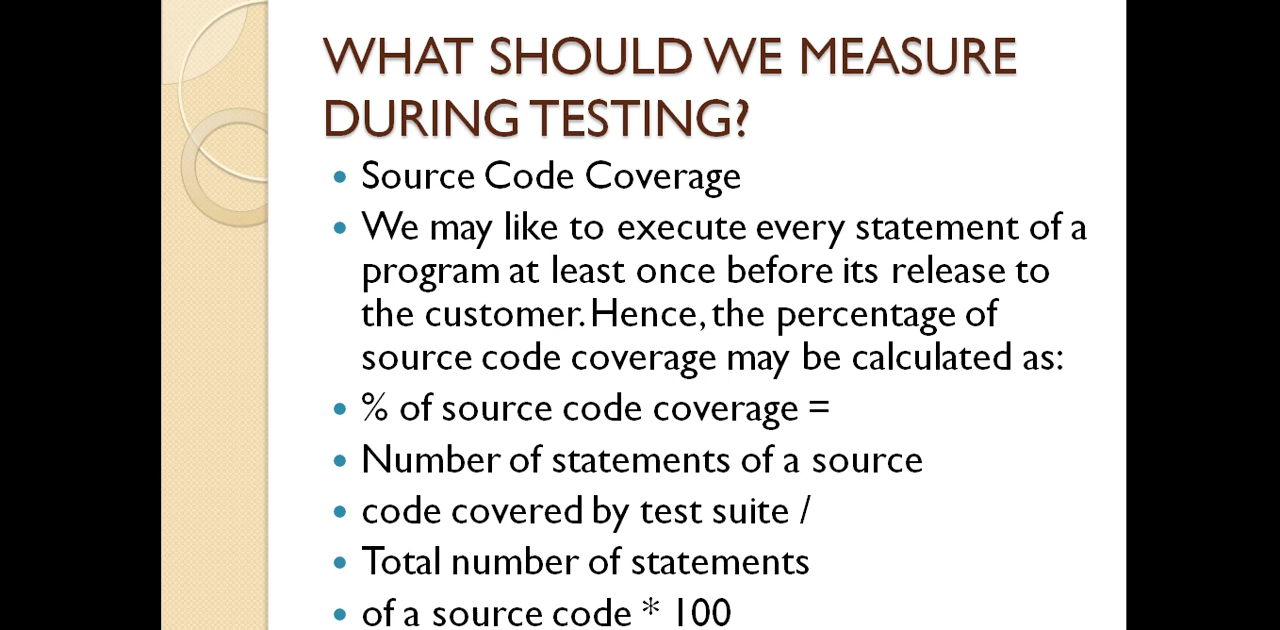 WHAT SHOULD WE MEASURE
DURING TESTING?
• Source Code Coverage
• We may like to execute every statement of a
program at least once before its release to
the customer. Hence, the percentage of
source code coverage may be calculated as:
• % of source code coverage =
• Number of statements of a source
• code covered by test suite /
• Total number of statements
• of a source code * 100